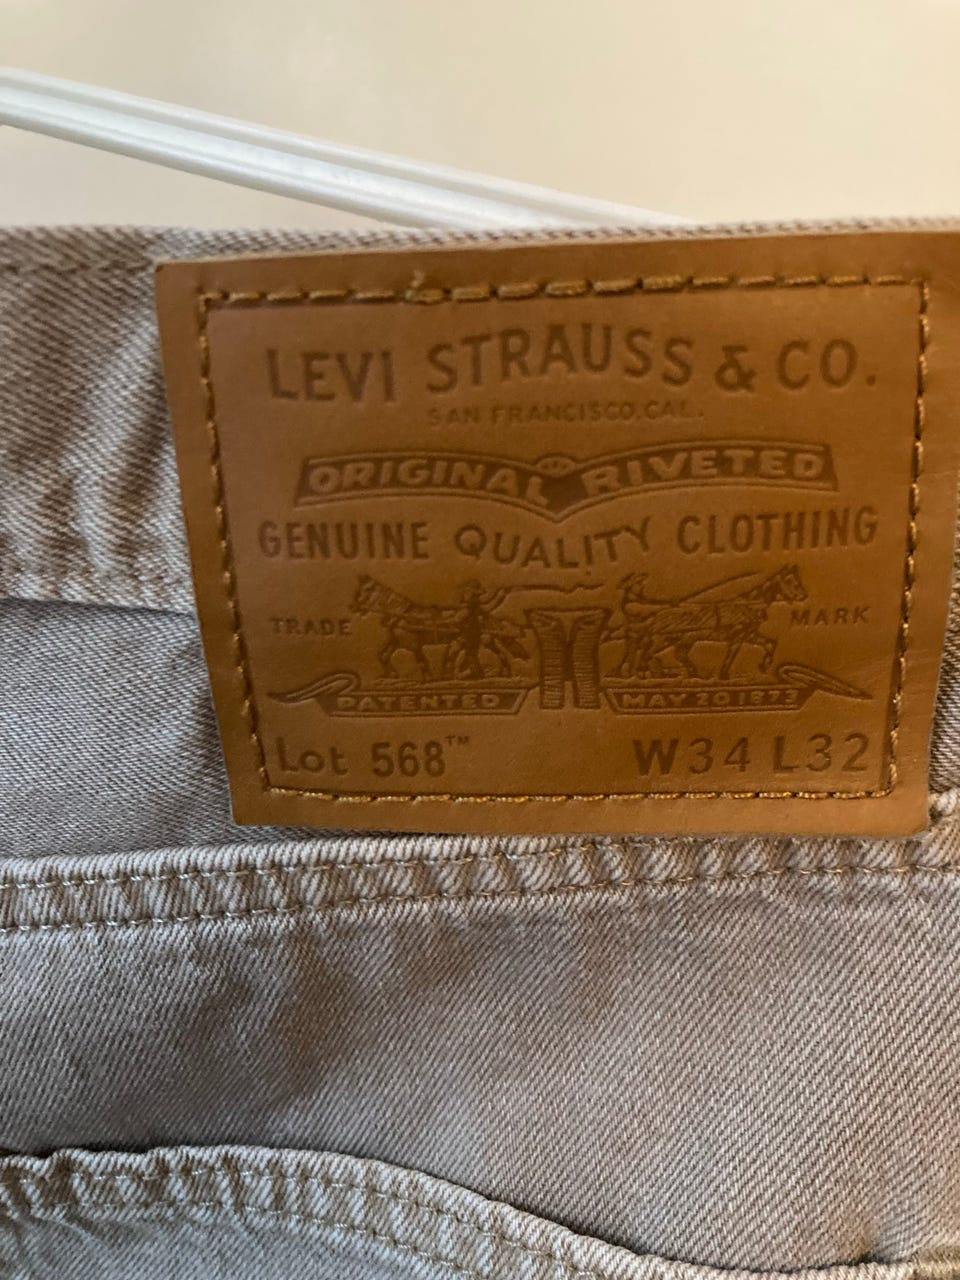 LEVI STRAUSS & CO.
SAN FRANCISCO, CAL.
ORIGINAL RIVETED
GENUINE QUALITY CLOTHING
TRADE MARK
PATENTED MAY 20 1873
Lot 568™ W34 L32